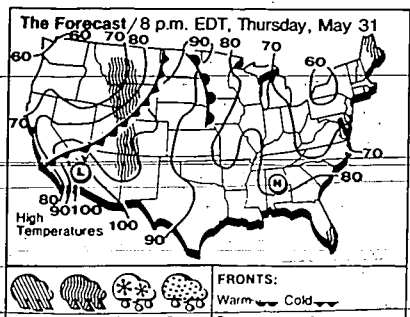 The Forecast/8 p.m. EDT, Thursday, May 31
60 70 80 90 80 70
60 60
70
70
L H
80
80
90 100 100
High
Temperatures
90
FRONTS:
Warm Cold